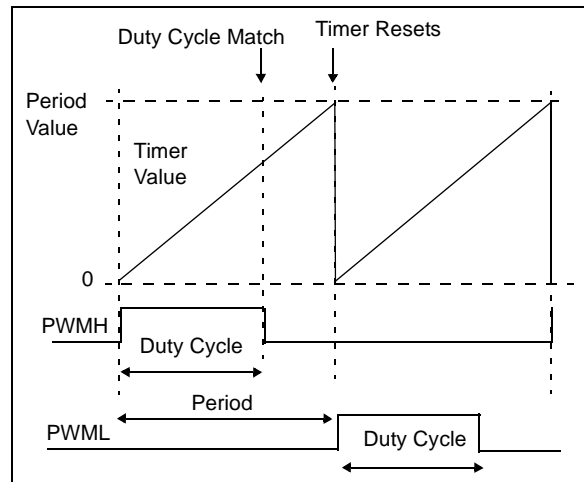 Duty Cycle Match
Timer Resets
Period
Value
Timer
Value
0
PWMH
Duty Cycle
Period
PWML
Duty Cycle